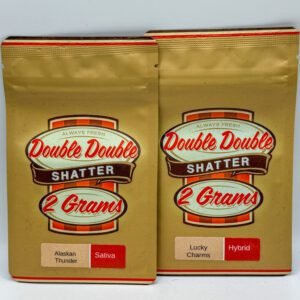 ALWAYS FRESH
Double Double
SHATTER
2 Grams
Alaskan
Thunder
Sativa
ALWAYS FRESH
Double Double
SHATTER
2 Grams
Lucky
Charms
Hybrid